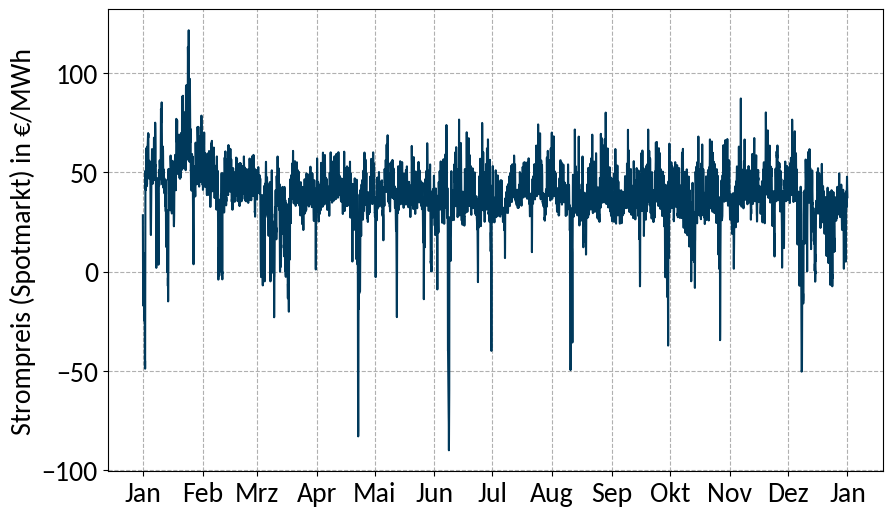 Strompreis (Spotmarkt) in €/MWh
100
50
0
−50
−100
Jan Feb Mrz Apr Mai Jun Jul Aug Sep Okt Nov Dez Jan